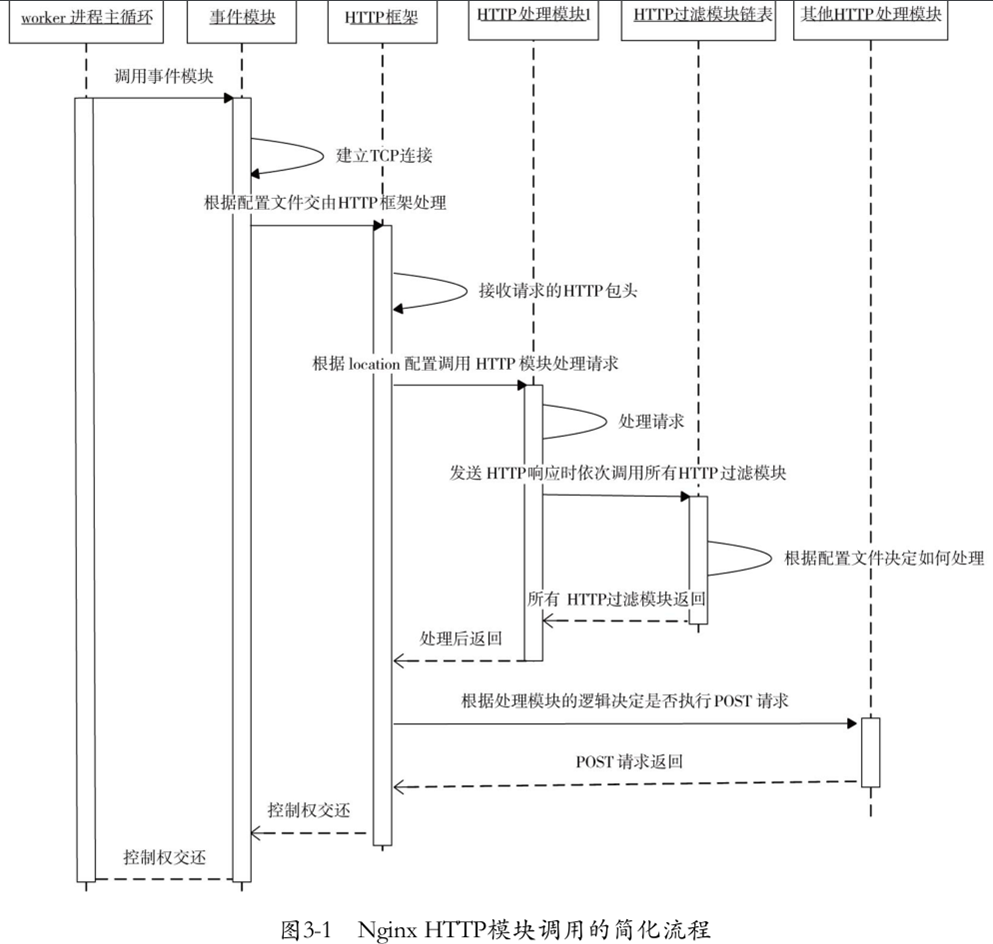 worker 进程主循环
事件模块
HTTP框架
HTTP处理模块1
HTTP过滤模块链表
其他HTTP处理模块
调用事件模块
建立TCP连接
根据配置文件交由HTTP框架处理
接收请求的HTTP包头
根据 location 配置调用 HTTP 模块处理请求
处理请求
发送 HTTP响应时依次调用所有HTTP过滤模块
根据配置文件决定如何处理
所有 HTTP过滤模块返回
处理后返回
根据处理模块的逻辑决定是否执行POST 请求
POST 请求返回
控制权交还
控制权交还
图3-1 Nginx HTTP模块调用的简化流程